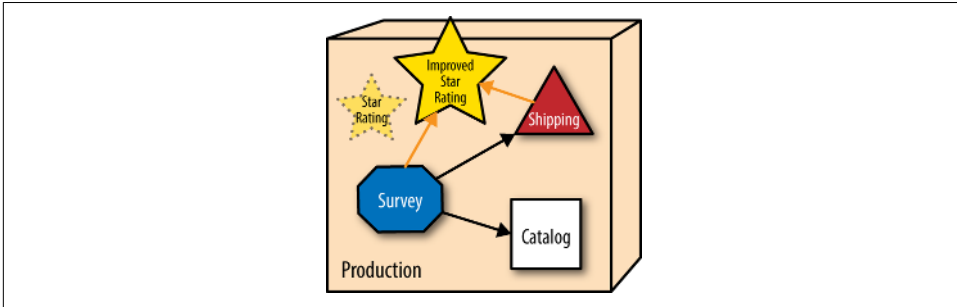 Improved
Star
Rating
Star
Rating
Shipping
Survey
Catalog
Production